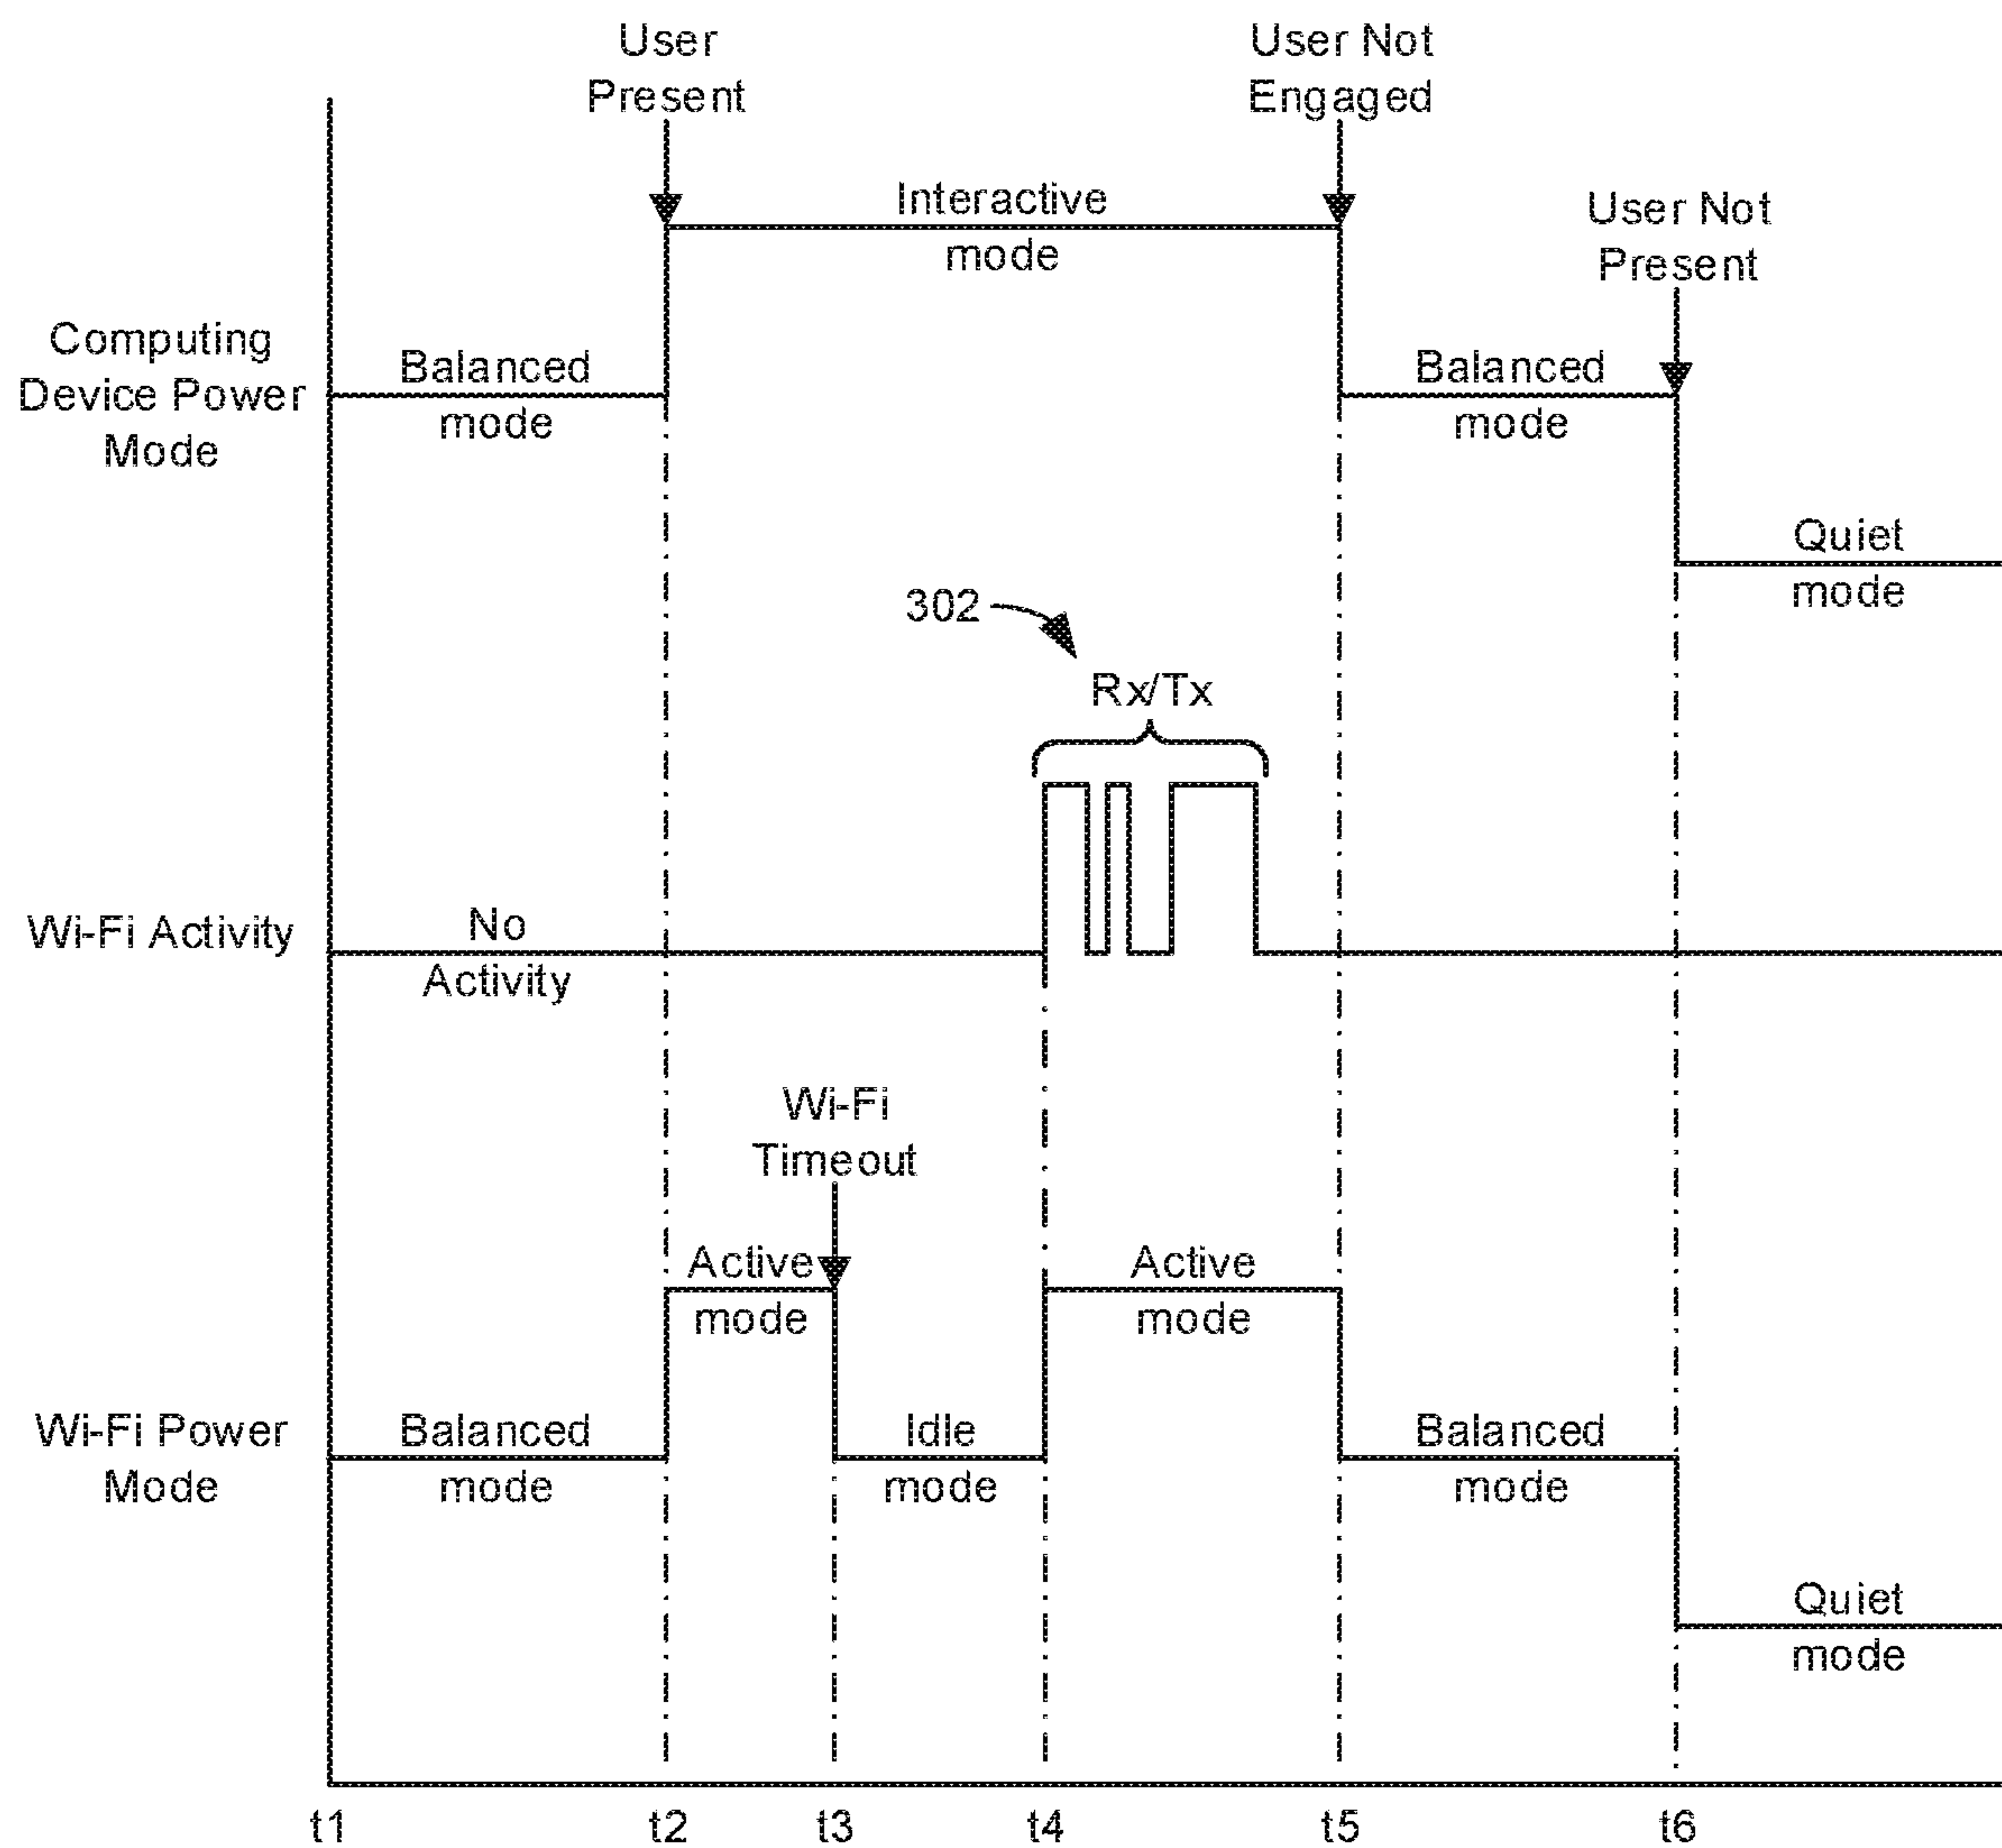 User
Present
User Not
Engaged
Interactive
mode
User Not
Present
Computing
Device Power
Mode
Balanced
mode
Balanced
mode
Quiet
mode
302
Rx/Tx
Wi-Fi Activity
No
Activity
Wi-Fi
Timeout
Active
mode
Active
mode
Wi-Fi Power
Mode
Balanced
mode
Idle
mode
Balanced
mode
Quiet
mode
t1 t2 t3 t4 t5 t6